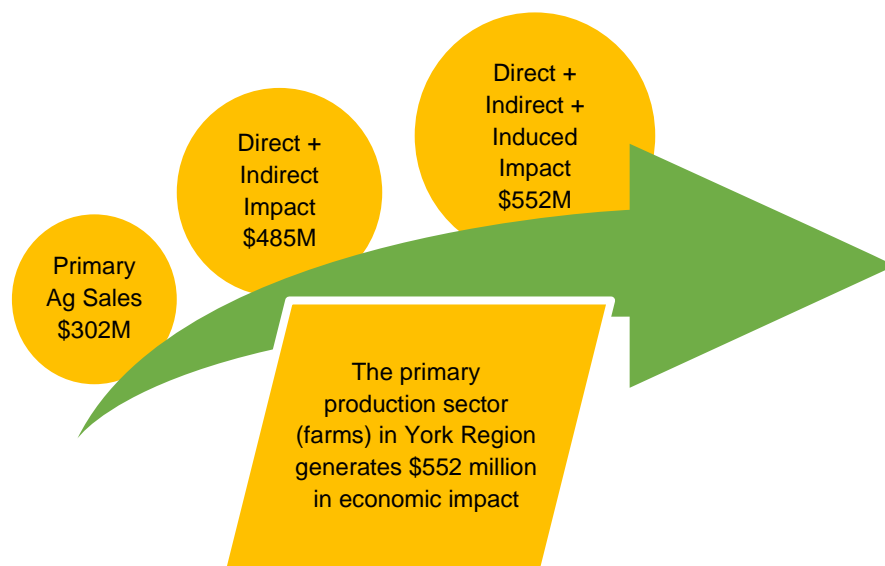 Primary
Ag Sales
$302M
Direct +
Indirect
Impact
$485M
Direct +
Indirect +
Induced
Impact
$552M
The primary
production sector
(farms) in York Region
generates $552 million
in economic impact